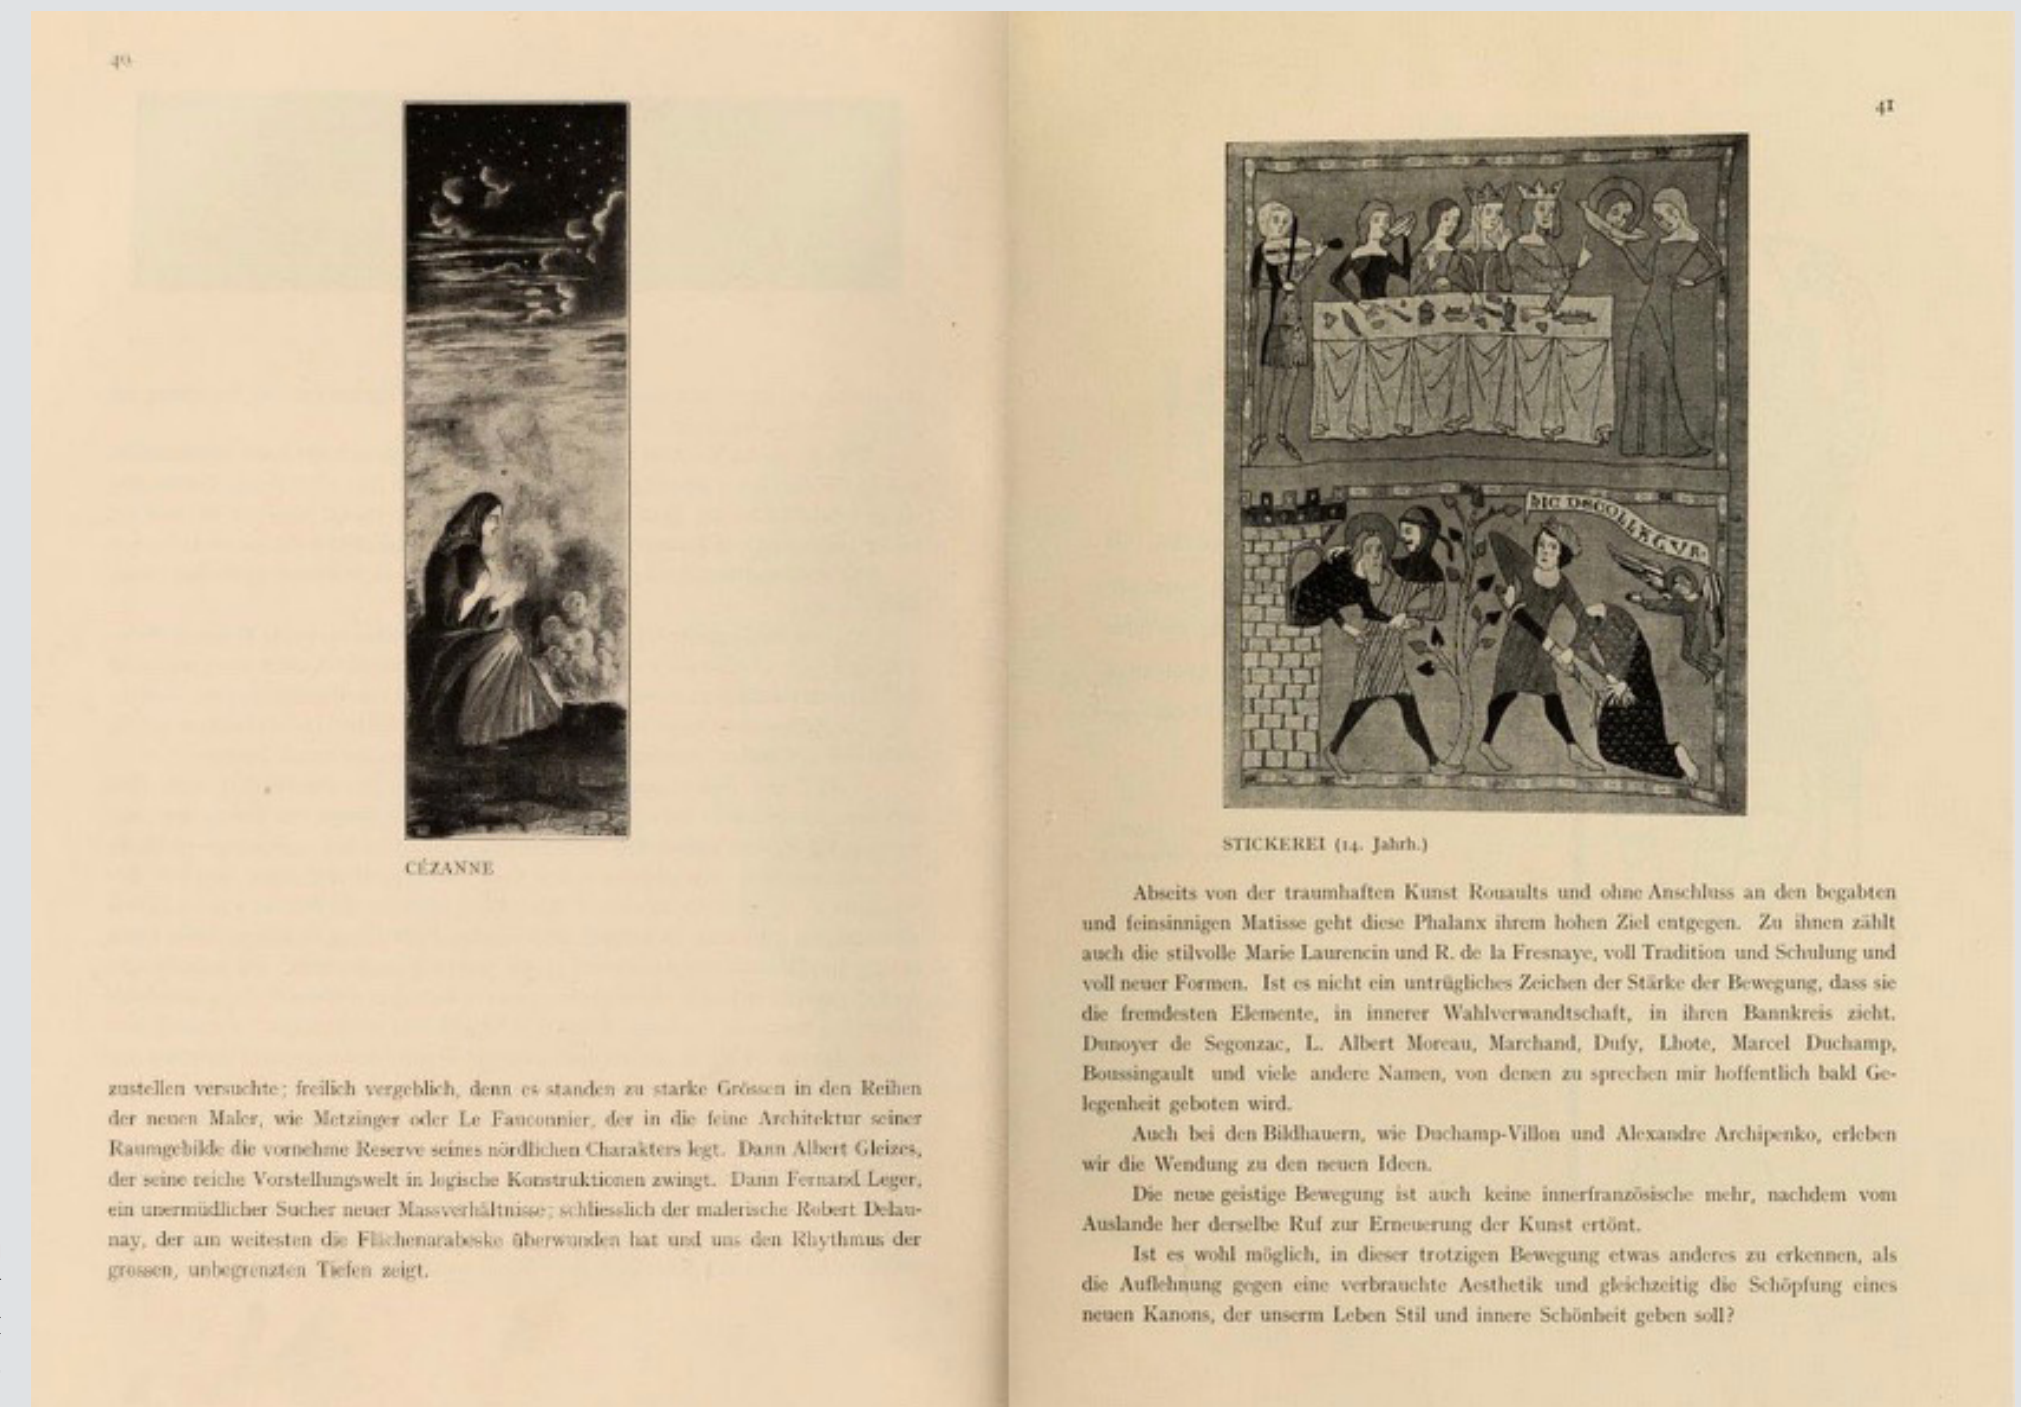 40
CÉZANNE
zustellen versuchte; freilich vergeblich, denn es standen zu starke Grössen in den Reihen
der neuen Maler, wie Metzinger oder Le Fauconnier, der in die feine Architektur seiner
Raumgebilde die vornehme Reserve seines nördlichen Charakters legt. Dann Albert Gleizes,
der seine reiche Vorstellungswelt in logische Konstruktionen zwingt. Dann Fernand Leger,
ein unermüdlicher Sucher neuer Massverhältnisse; schliesslich der malerische Robert Delau-
nay, der am weitesten die Flächenarabeske überwunden hat und uns den Rhythmus der
grossen, unbegrenzten Tiefen zeigt.
41
HIC DECOLLAGUR
STICKEREI (14. Jahrh.)
Abseits von der traumhaften Kunst Rouaults und ohne Anschluss an den begabten
und feinsinnigen Matisse geht diese Phalanx ihrem hohen Ziel entgegen. Zu ihnen zählt
auch die stilvolle Marie Laurencin und R. de la Fresnaye, voll Tradition und Schulung und
voll neuer Formen. Ist es nicht ein untrügliches Zeichen der Stärke der Bewegung, dass sie
die fremdesten Elemente, in innerer Wahlverwandtschaft, in ihren Bannkreis zieht.
Dunoyer de Segonzac, L. Albert Moreau, Marchand, Dufy, Lhote, Marcel Duchamp,
Boussingault und viele andere Namen, von denen zu sprechen mir hoffentlich bald Ge-
legenheit geboten wird.
Auch bei den Bildhauern, wie Duchamp-Villon und Alexandre Archipenko, erleben
wir die Wendung zu den neuen Ideen.
Die neue geistige Bewegung ist auch keine innerfranzösische mehr, nachdem vom
Auslande her derselbe Ruf zur Erneuerung der Kunst ertönt.
Ist es wohl möglich, in dieser trotzigen Bewegung etwas anderes zu erkennen, als
die Auflehnung gegen eine verbrauchte Aesthetik und gleichzeitig die Schöpfung eines
neuen Kanons, der unserm Leben Stil und innere Schönheit geben soll?